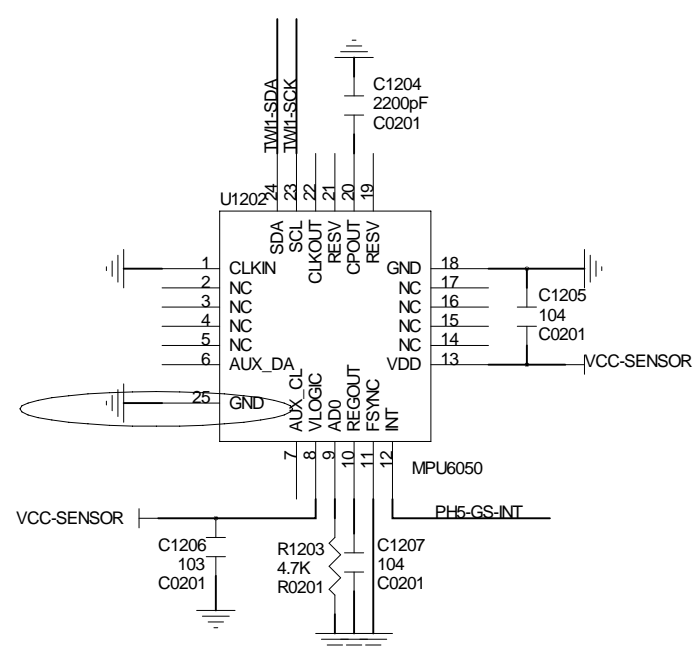 C1204
2200pF
C0201
TWI1-SDA
TWI1-SCK
U1202
24
23
22
21
20
19
SDA
SCL
CLKOUT
RESV
CPOUT
RESV
1 CLKIN
2 NC
3 NC
4 NC
5 NC
6 AUX_DA
25 GND
GND 18
NC 17
NC 16
NC 15
NC 14
VDD 13
C1205
104
C0201
VCC-SENSOR
AUX_CL
VLOGIC
AD0
REGOUT
FSYNC
INT
7
8
9
10
11
12
MPU6050
PH5-GS-INT
VCC-SENSOR
C1206
103
C0201
R1203
4.7K
R0201
C1207
104
C0201